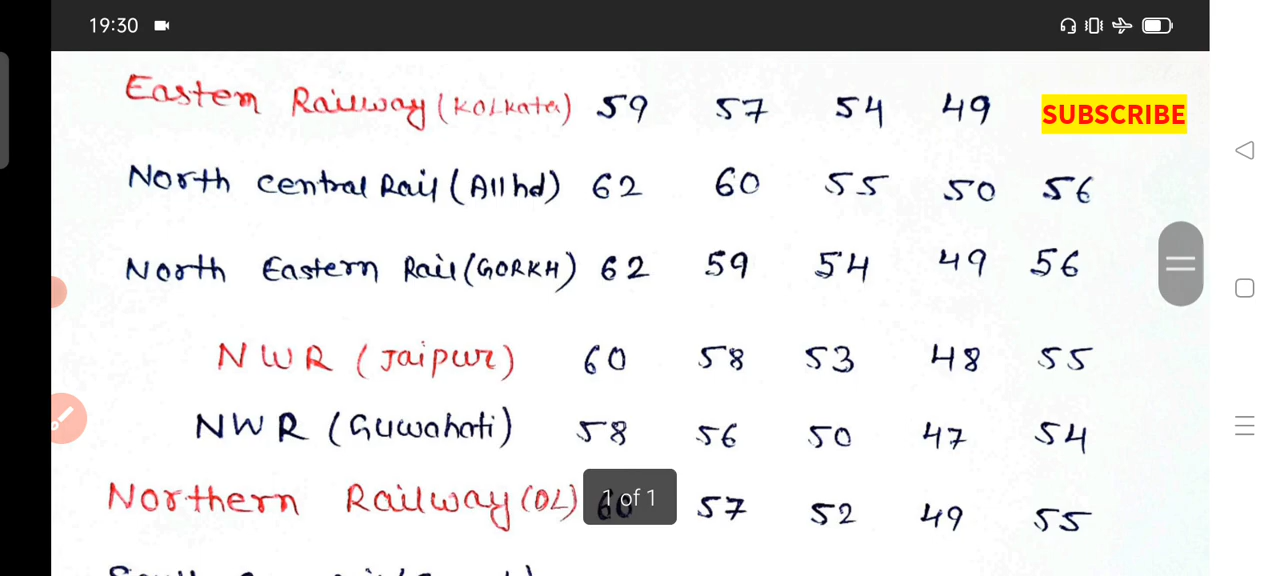 19:30
Eastern Railway (Kolkata) 59 57 54 49 SUBSCRIBE
North central Rail (Allhd) 62 60 55 50 56
North Eastern Rail (GORKH) 62 59 54 49 56
NWR (Jaipur) 60 58 53 48 55
NWR (Guwahati) 58 56 50 47 54
Northern Railway (DL) 60 57 52 49 55
1 of 1